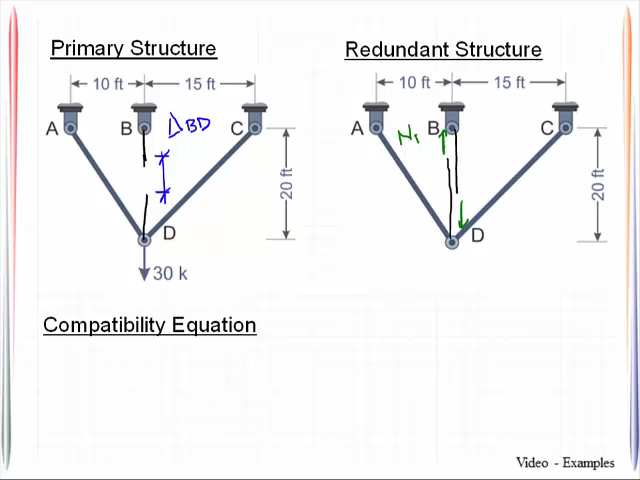 Primary Structure
Redundant Structure
10 ft
15 ft
10 ft
15 ft
A
B
ΔBD
C
A
N₁
B
C
20 ft
20 ft
D
D
30 k
Compatibility Equation
Video - Examples